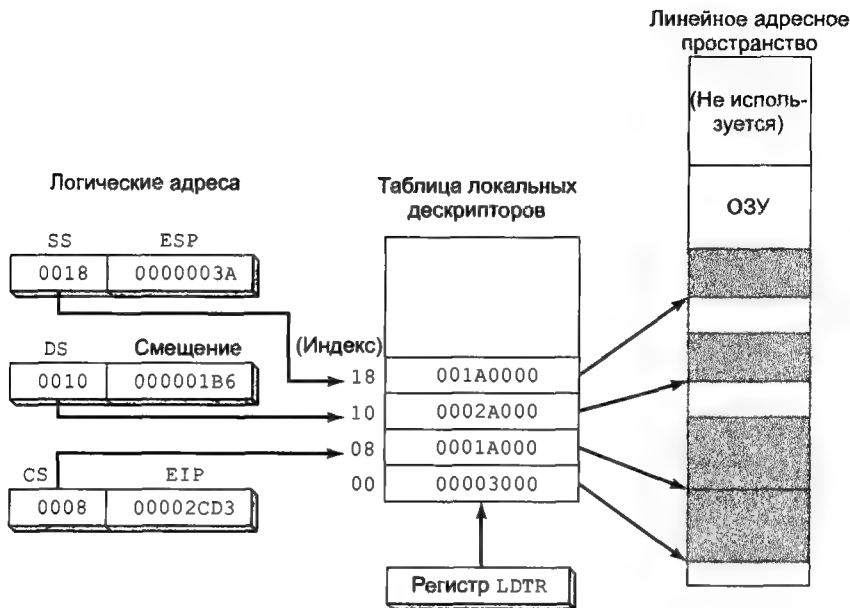 Линейное адресное
пространство
(Не исполь-
зуется)
ОЗУ
Логические адреса
Таблица локальных
дескрипторов
SS ESP
0018 0000003A
DS Смещение
0010 000001B6
CS EIP
0008 00002CD3
(Индекс)
18 001A0000
10 0002A000
08 0001A000
00 00003000
Регистр LDTR